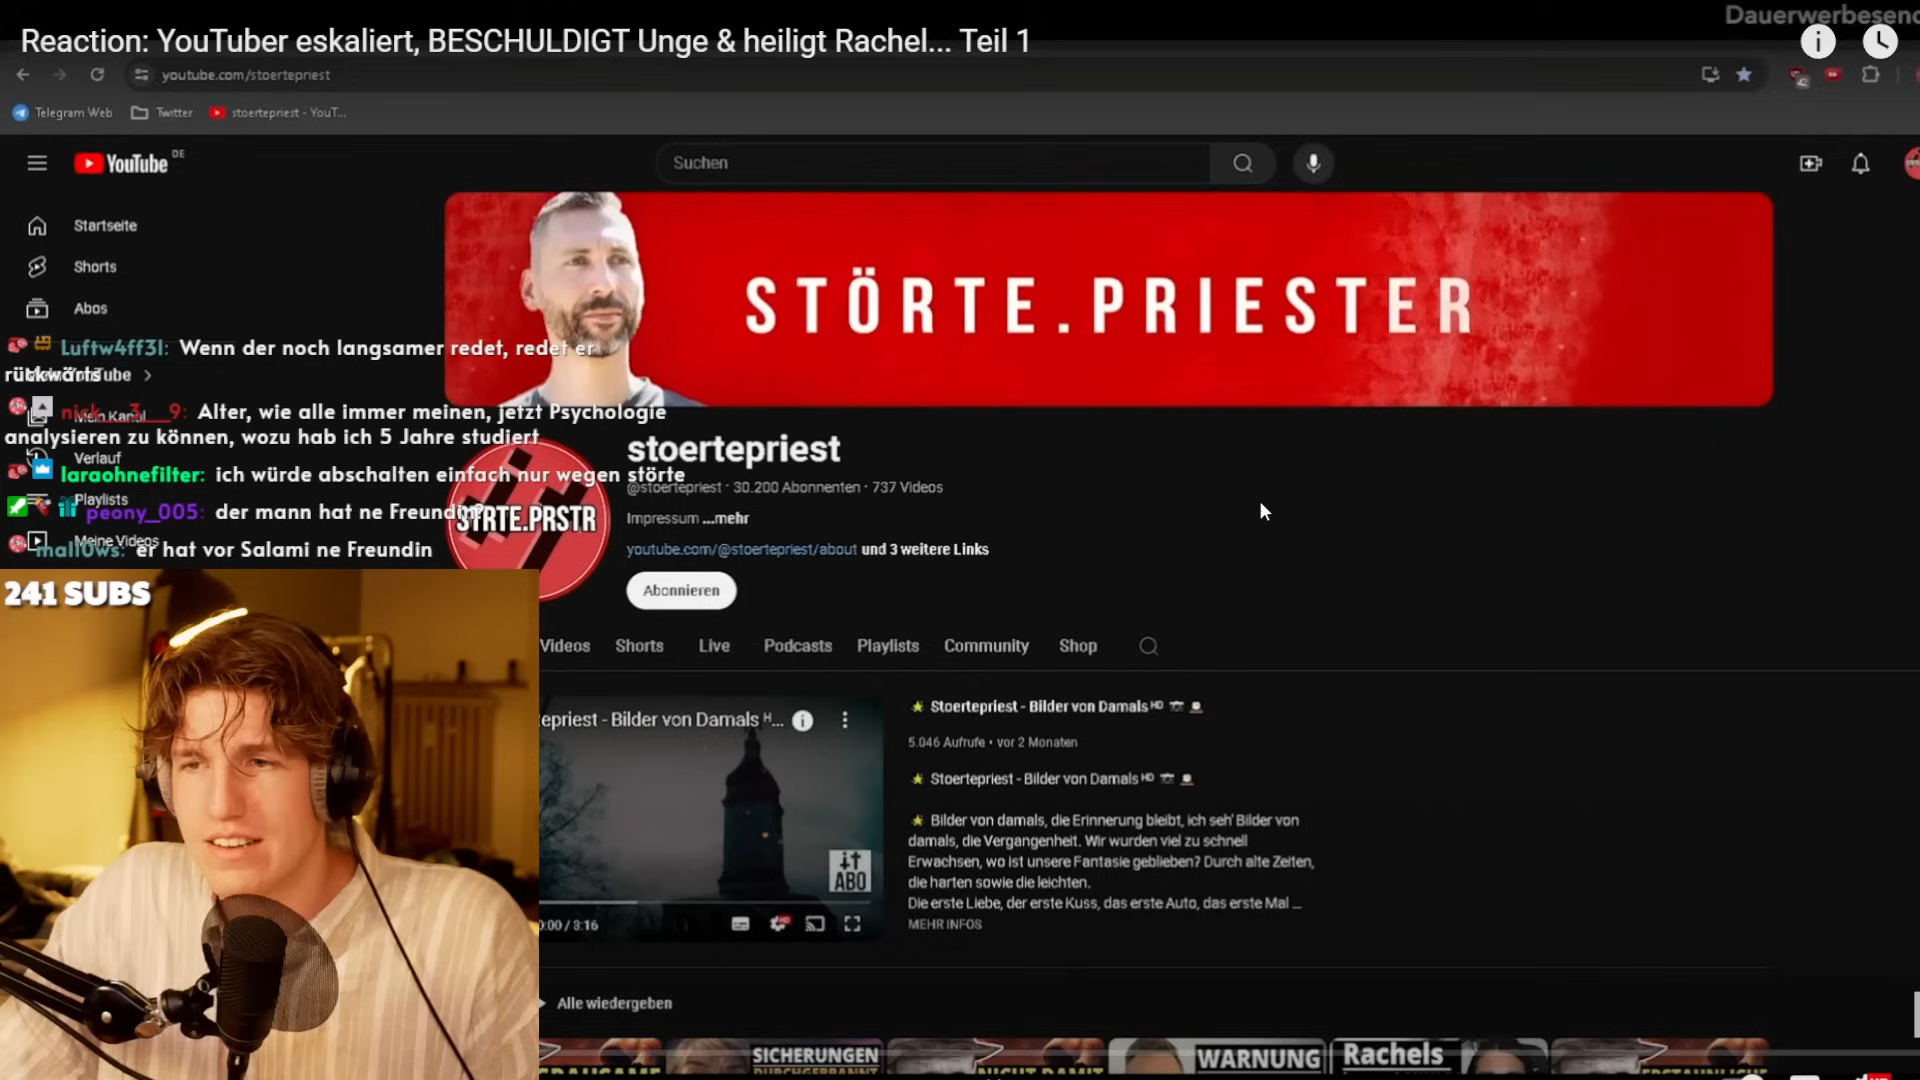 Dauerwerbesend
Reaction: YouTuber eskaliert, BESCHULDIGT Unge & heiligt Rachel... Teil 1
youtube.com/stoertepriest
Telegram Web
Twitter
stoertepriest - YouT...
YouTube DE
Suchen
Startseite
Shorts
Abos
STÖRTE.PRIESTER
Luftw4ff3l: Wenn der noch langsamer redet, redet er
rückwärts
Mein YouTube
nick__3__9: Alter, wie alle immer meinen, jetzt Psychologie
analysieren zu können, wozu hab ich 5 Jahre studiert
Mein Kanal
Verlauf
laraohnefilter: ich würde abschalten einfach nur wegen störte
Playlists
peony_005: der mann hat ne Freundin?
Meine Videos
mall0ws: er hat vor Salami ne Freundin
241 SUBS
STRTE.PRSTR
stoertepriest
@stoertepriest · 30.200 Abonnenten · 737 Videos
Impressum ...mehr
youtube.com/@stoertepriest/about und 3 weitere Links
Abonnieren
Videos
Shorts
Live
Podcasts
Playlists
Community
Shop
epriest - Bilder von Damals ᴴ...
ABO
0:00 / 3:16
Stoertepriest - Bilder von Damals ᴴᴰ
5.046 Aufrufe • vor 2 Monaten
Stoertepriest - Bilder von Damals ᴴᴰ
Bilder von damals, die Erinnerung bleibt, ich seh' Bilder von
damals, die Vergangenheit. Wir wurden viel zu schnell
Erwachsen, wo ist unsere Fantasie geblieben? Durch alte Zeiten,
die harten sowie die leichten.
Die erste Liebe, der erste Kuss, das erste Auto, das erste Mal ...
MEHR INFOS
Alle wiedergeben
GRAUSAME
SICHERUNGEN
DURCHGEBRANNT
NICHT DAMIT
WARNUNG
Rachels
ERSTAUNLICHE